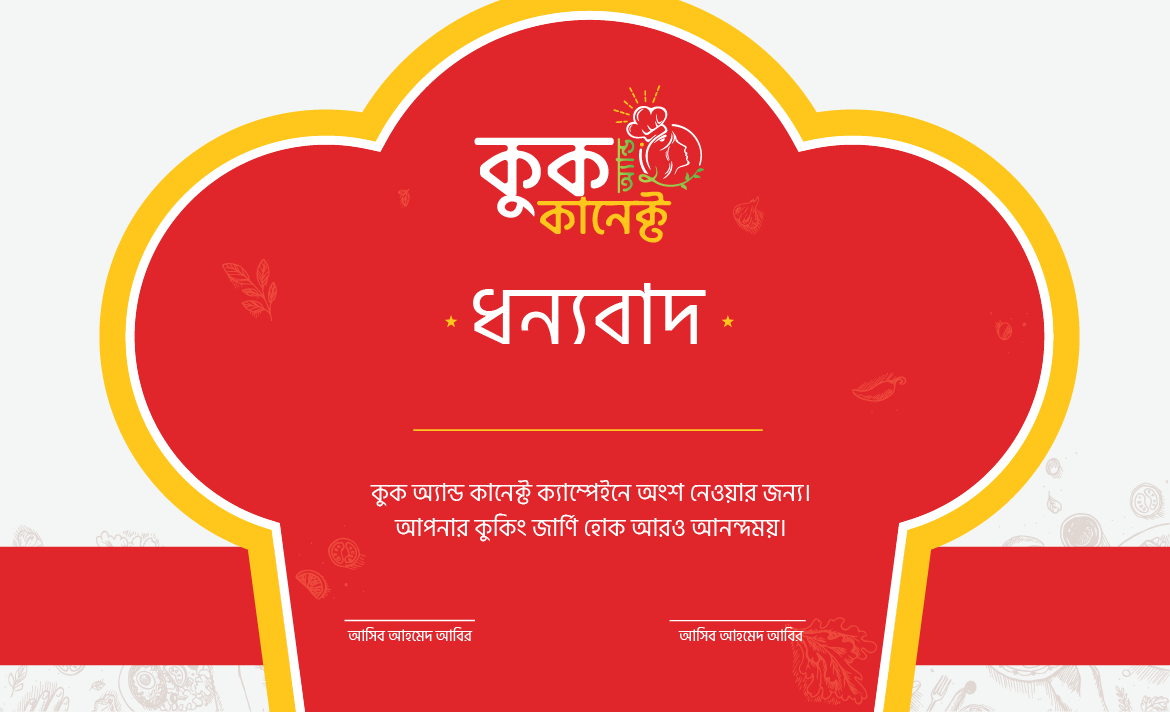 কুক অ্যান্ড
কানেক্ট
ধন্যবাদ
কুক অ্যান্ড কানেক্ট ক্যাম্পেইনে অংশ নেওয়ার জন্য।
আপনার কুকিং জার্ণি হোক আরও আনন্দময়।
আসিব আহমেদ আবির
আসিব আহমেদ আবির